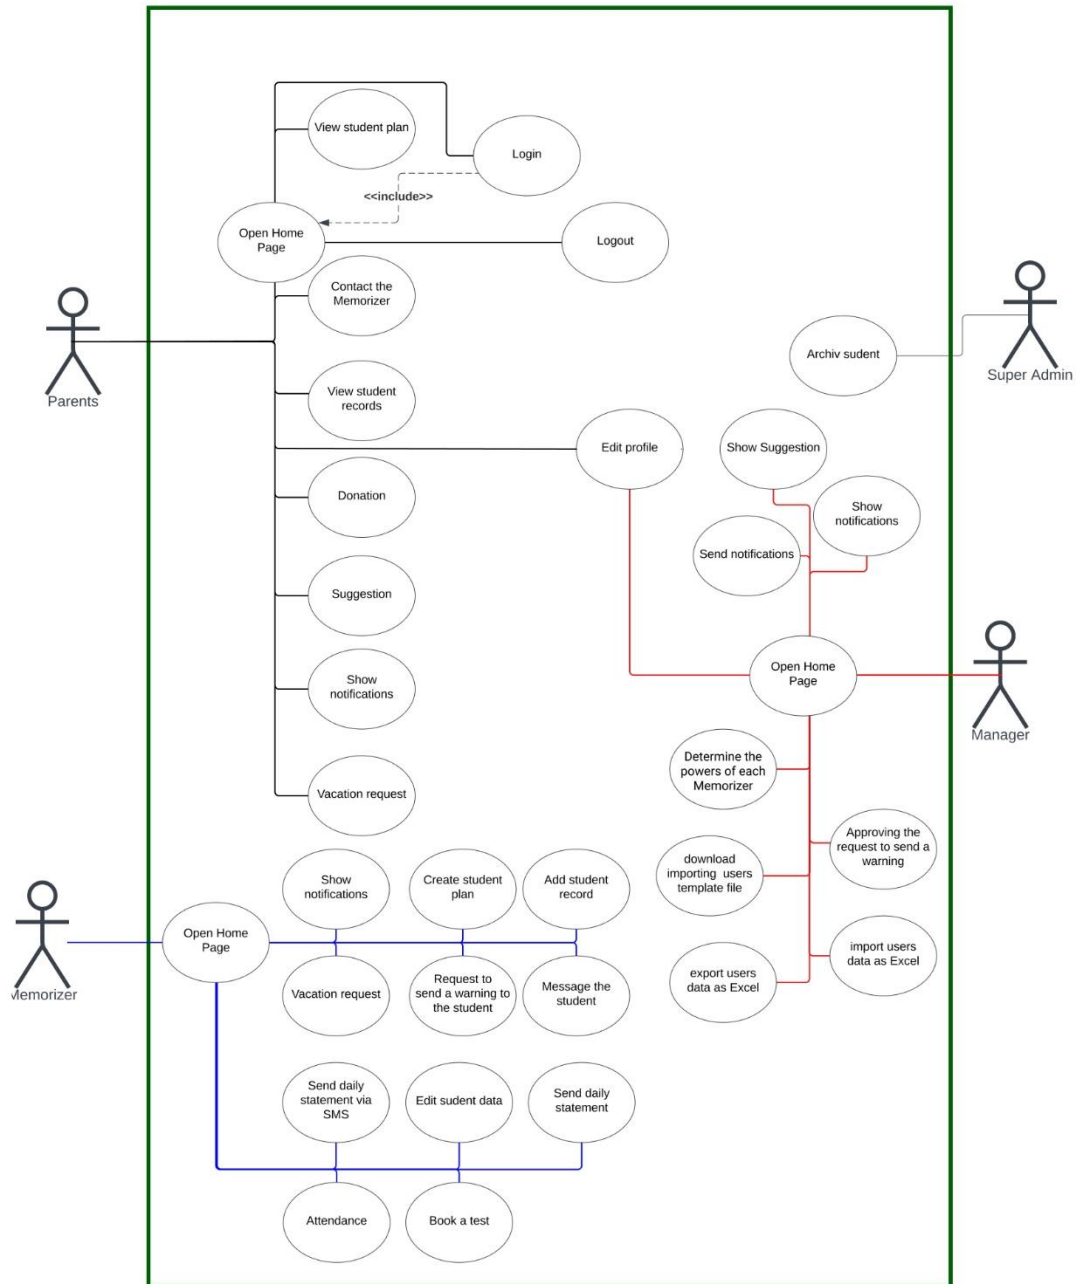 View student plan
Login
<<include>>
Open Home
Page
Logout
Contact the
Memorizer
Parents
Super Admin
Archiv sudent
View student
records
Edit profile
Show Suggestion
Donation
Show
notifications
Send notifications
Suggestion
Show
notifications
Open Home
Page
Manager
Vacation request
Determine the
powers of each
Memorizer
Approving the
request to send a
warning
download
importing users
template file
import users
data as Excel
export users
data as Excel
Memorizer
Open Home
Page
Show
notifications
Create student
plan
Add student
record
Vacation request
Request to
send a warning to
the student
Message the
student
Send daily
statement via
SMS
Edit sudent data
Send daily
statement
Attendance
Book a test